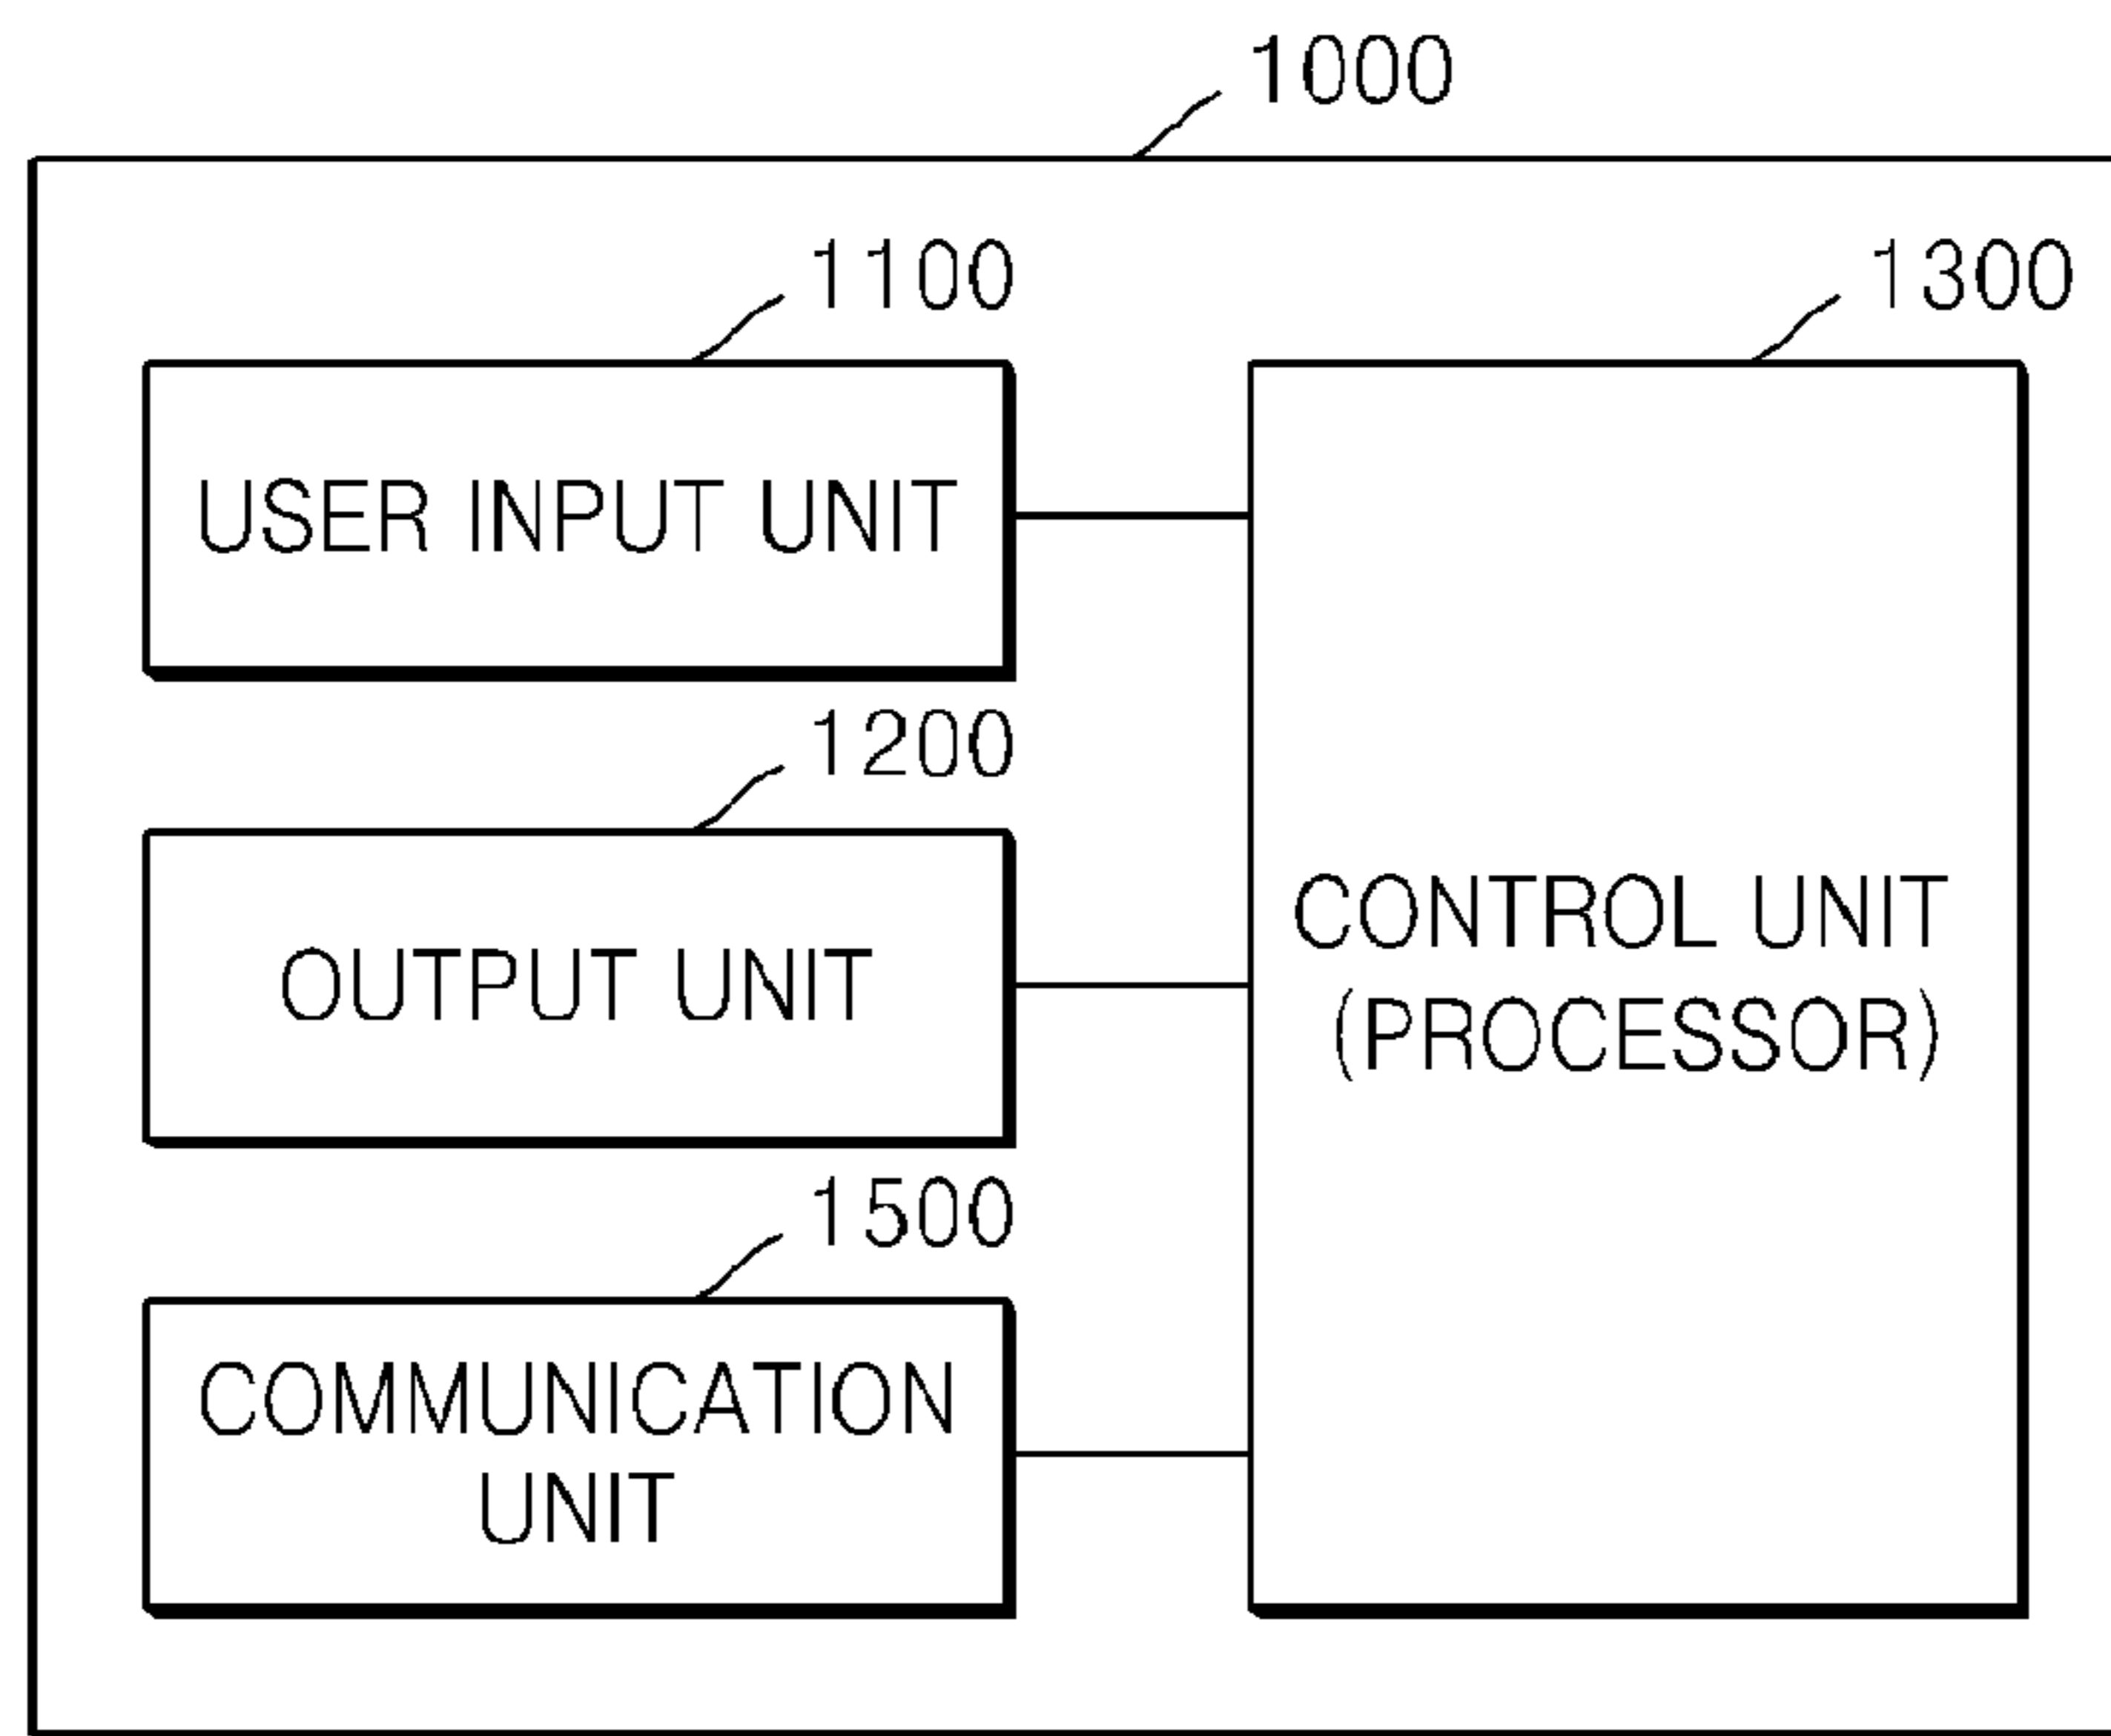 1000
1100
1300
USER INPUT UNIT
1200
OUTPUT UNIT
CONTROL UNIT
(PROCESSOR)
1500
COMMUNICATION
UNIT